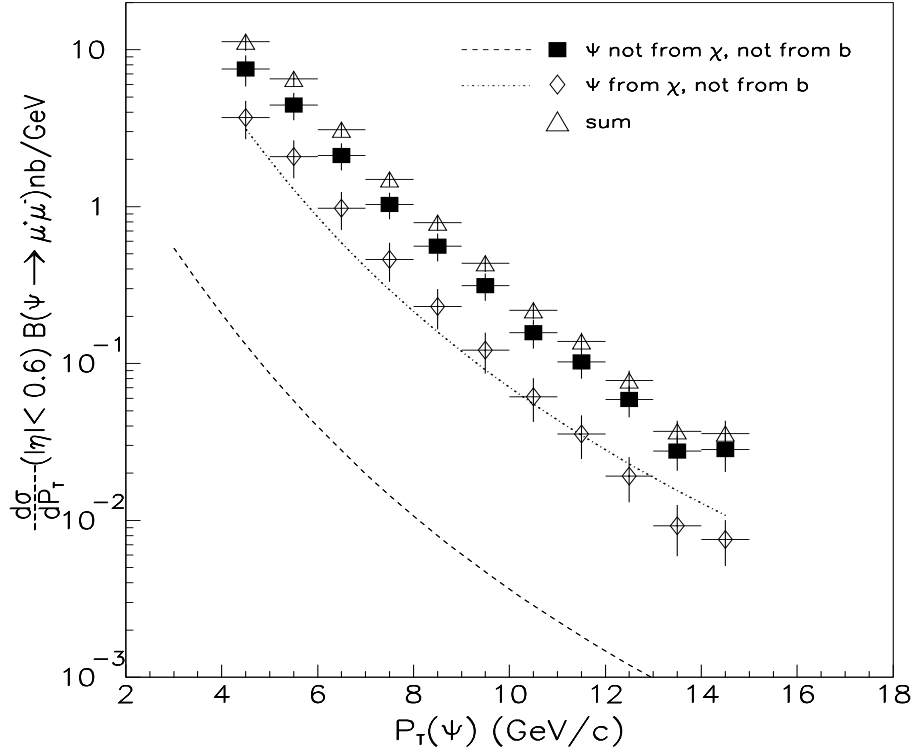 ψ not from χ, not from b
ψ from χ, not from b
sum
10
1
10⁻¹
10⁻²
10⁻³
dσ/dP_T (|η| < 0.6) B(ψ → μ⁺μ⁻) nb/GeV
2 4 6 8 10 12 14 16 18
P_T(ψ) (GeV/c)